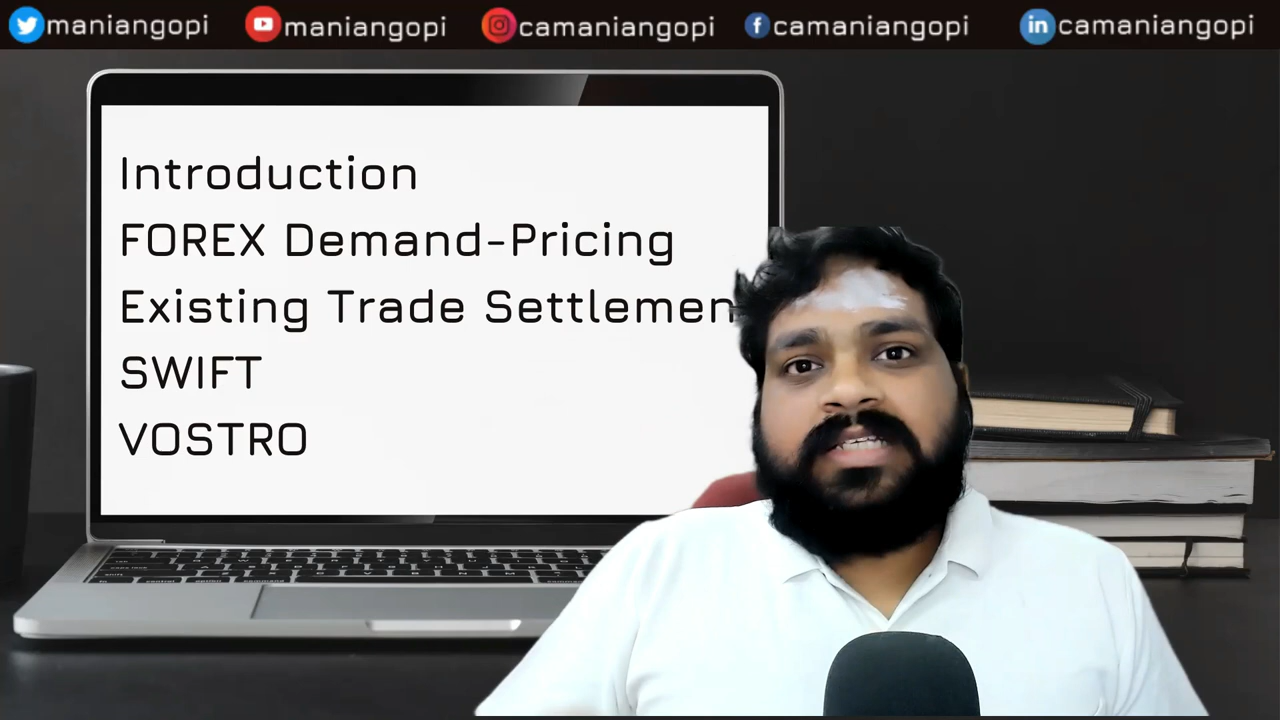 maniangopi maniangopi camaniangopi camaniangopi camaniangopi
Introduction
FOREX Demand-Pricing
Existing Trade Settlemen
SWIFT
VOSTRO